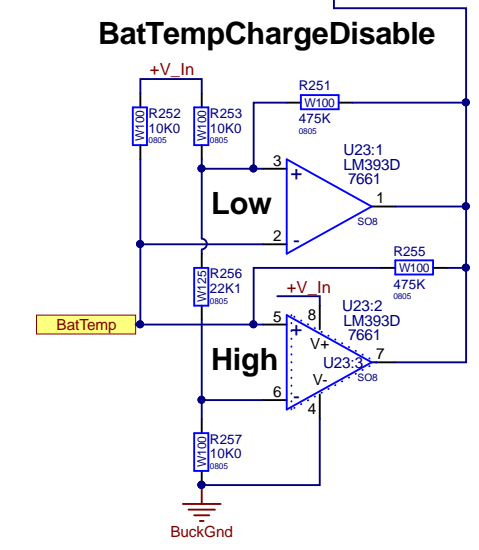 BatTempChargeDisable
+V_In
R251
W100
475K
0805
R252
10K0
0805
W100
R253
10K0
0805
W100
U23:1
LM393D
7661
3
+
Low
1
SO8
2
-
R255
W100
475K
0805
R256
22K1
0805
W125
+V_In
8
U23:2
LM393D
7661
BatTemp
5
+
V+
High
U23:3
7
SO8
V-
6
-
4
R257
10K0
0805
W100
BuckGnd